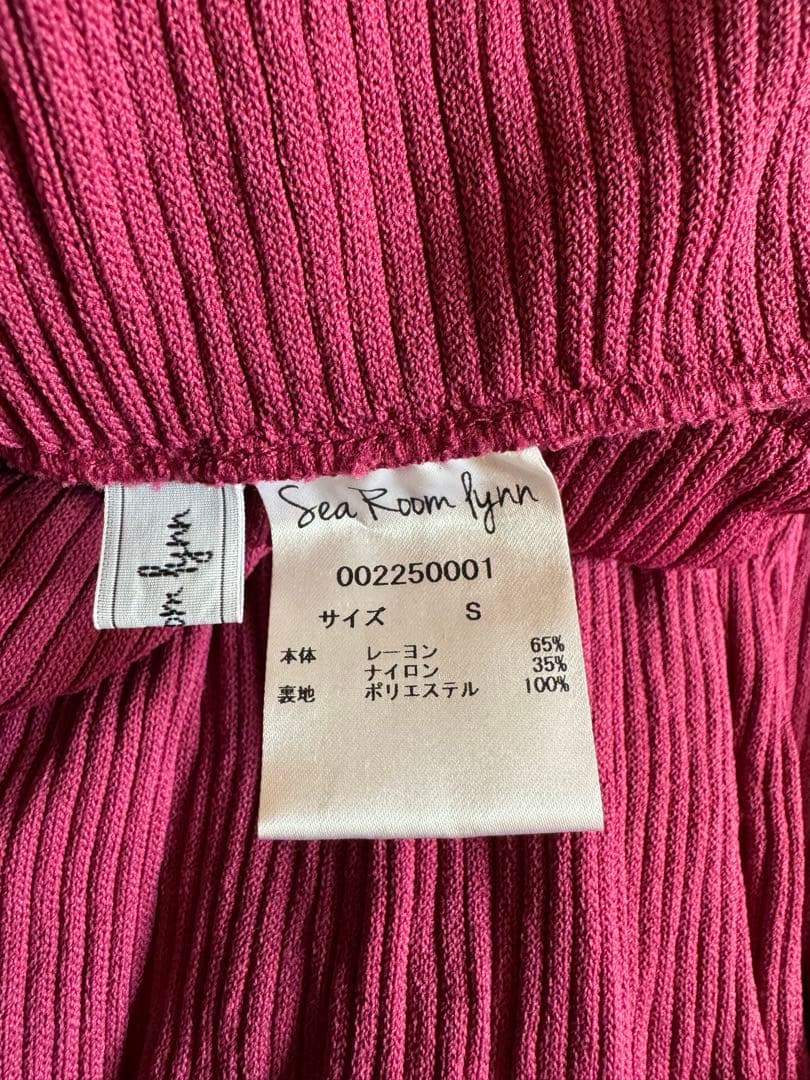 Sea Room lynn
002250001
サイズ S
本体 レーヨン 65%
ナイロン 35%
裏地 ポリエステル 100%
lynn